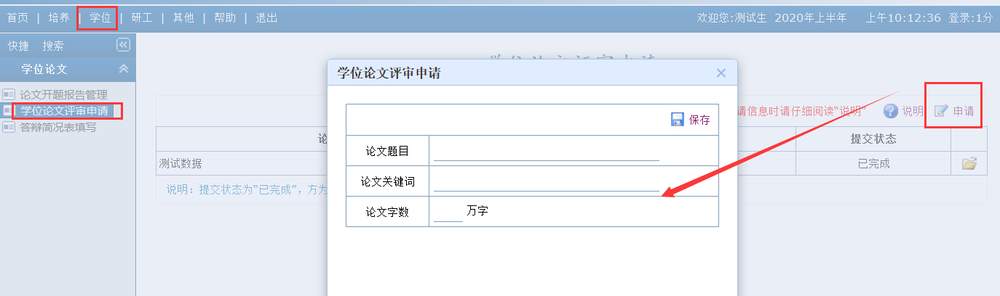 首页 | 培养 | 学位 | 研工 | 其他 | 帮助 | 退出
欢迎您:测试生 2020年上半年 上午10:12:36 登录:1分
快捷 搜索
学位论文
论文开题报告管理
学位论文评审申请
答辩简况表填写
学位论文评审申请
保存
论文题目
论文关键词
论文字数 万字
请信息时请仔细阅读“说明”
说明
申请
提交状态
测试数据
已完成
说明：提交状态为“已完成”，方为